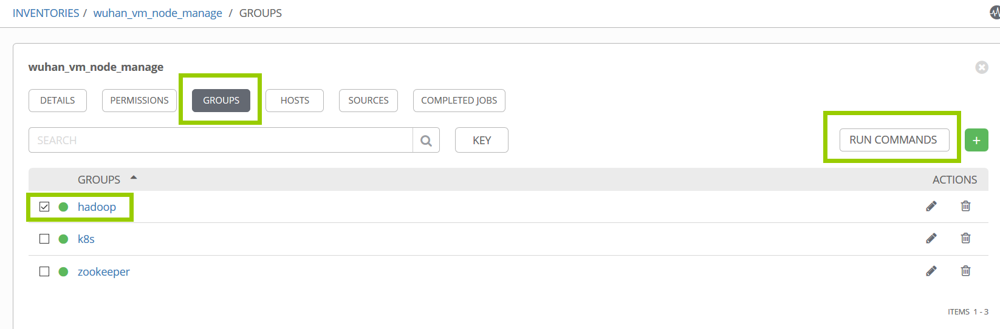 INVENTORIES / wuhan_vm_node_manage / GROUPS
wuhan_vm_node_manage
DETAILS PERMISSIONS GROUPS HOSTS SOURCES COMPLETED JOBS
SEARCH KEY RUN COMMANDS +
GROUPS ACTIONS
hadoop
k8s
zookeeper
ITEMS 1 - 3